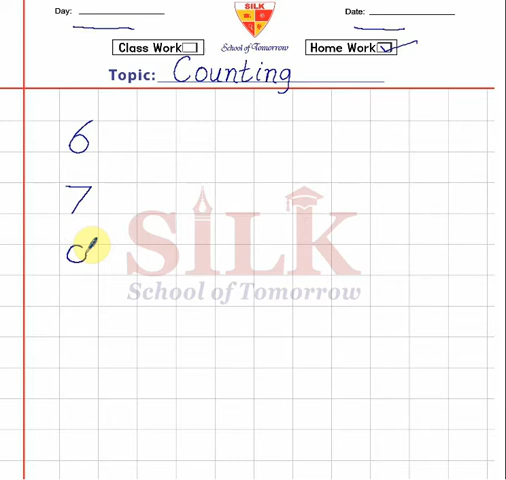 Day:
SILK
Date:
Class Work
School of Tomorrow
Home Work
Topic: Counting
6
7
SiLK
School of Tomorrow